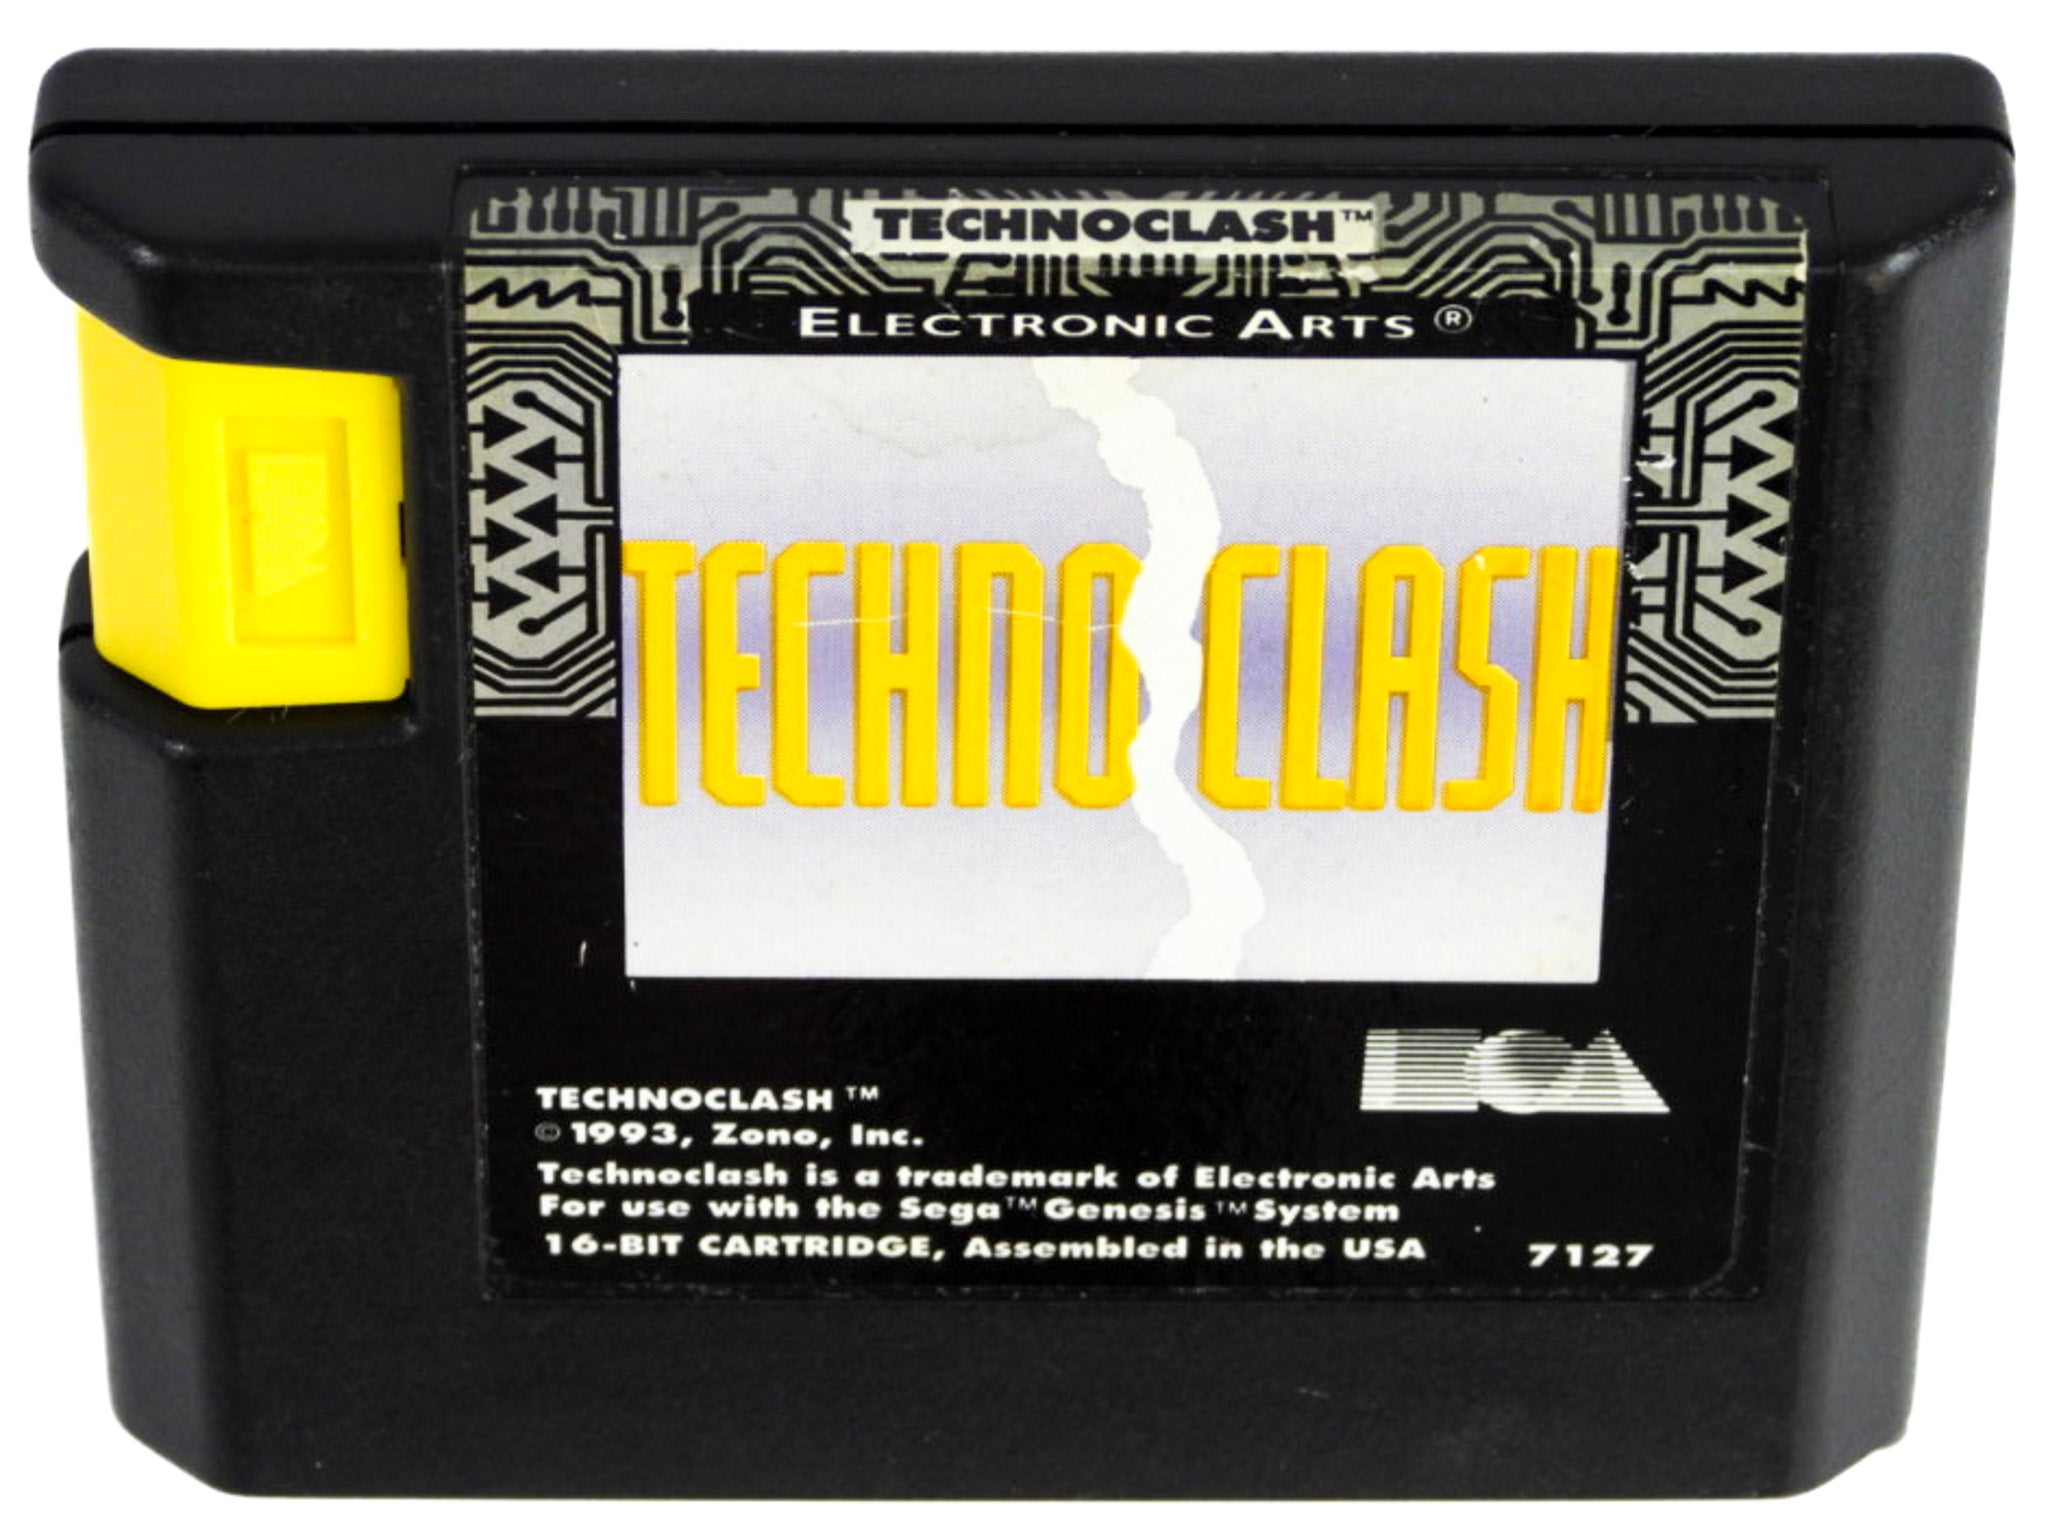 TECHNOCLASH™
ELECTRONIC ARTS®
TECHNO CLASH
EOA
TECHNOCLASH™
© 1993, Zono, Inc.
Technoclash is a trademark of Electronic Arts
For use with the Sega™ Genesis™ System
16-BIT CARTRIDGE, Assembled in the USA
7127